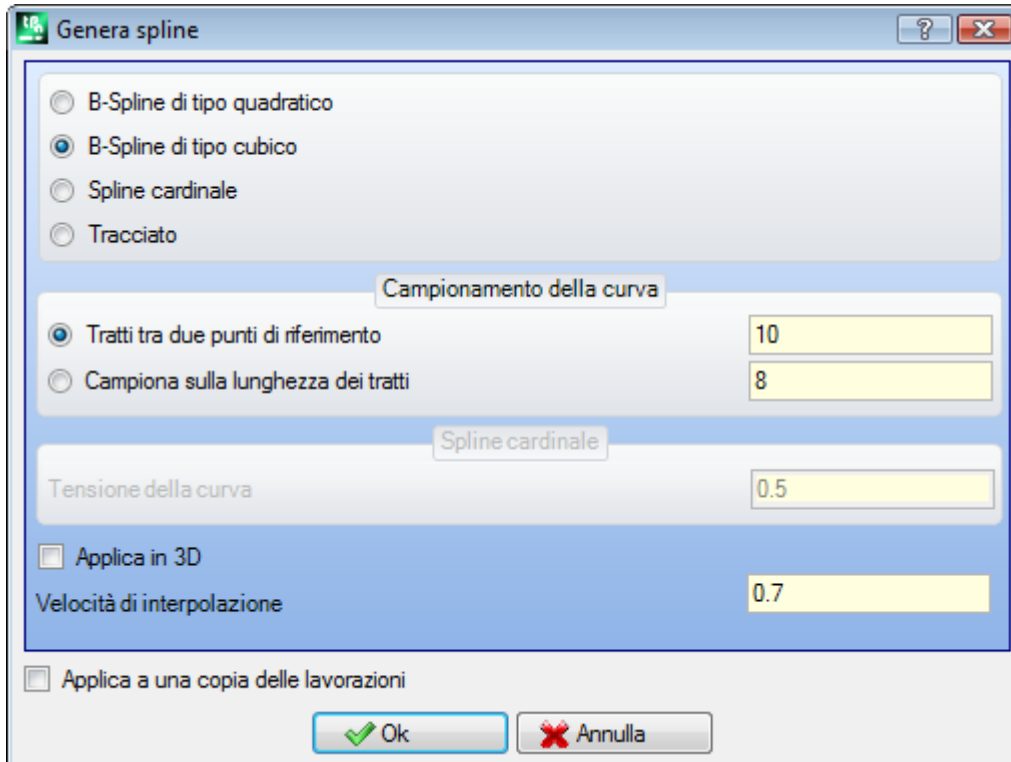 Genera spline
B-Spline di tipo quadratico
B-Spline di tipo cubico
Spline cardinale
Tracciato
Campionamento della curva
Tratti tra due punti di riferimento 10
Campiona sulla lunghezza dei tratti 8
Spline cardinale
Tensione della curva 0.5
Applica in 3D
Velocità di interpolazione 0.7
Applica a una copia delle lavorazioni
Ok Annulla